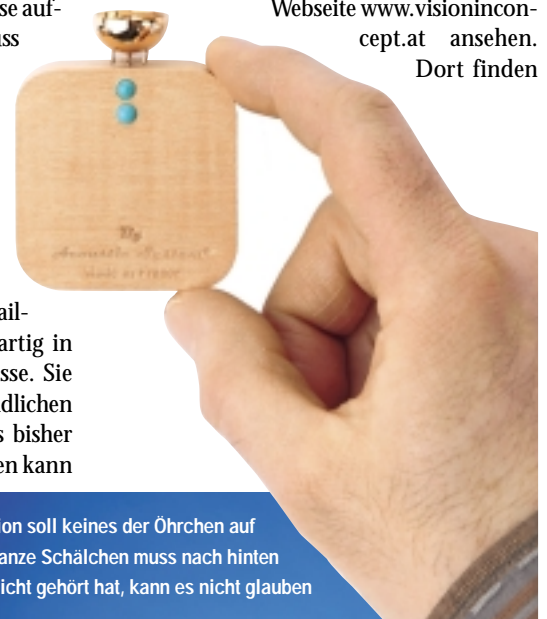 se auf-
ss
Webseite www.visionincon-
cept.at ansehen.
Dort finden
Acoustic System
ail-
artig in
sse. Sie
dlichen
s bisher
en kann
ion soll keines der Öhrchen auf
anze Schälchen muss nach hinten
icht gehört hat, kann es nicht glauben